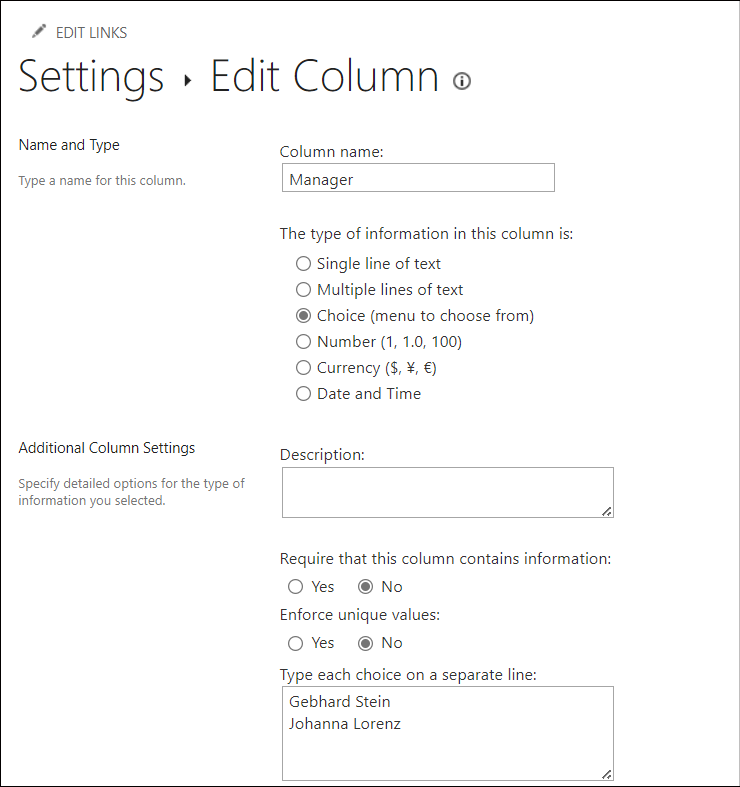 EDIT LINKS
Settings ▸ Edit Column
Name and Type
Type a name for this column.
Column name:
Manager
The type of information in this column is:
Single line of text
Multiple lines of text
Choice (menu to choose from)
Number (1, 1.0, 100)
Currency ($, ¥, €)
Date and Time
Additional Column Settings
Specify detailed options for the type of
information you selected.
Description:
Require that this column contains information:
Yes No
Enforce unique values:
Yes No
Type each choice on a separate line:
Gebhard Stein
Johanna Lorenz